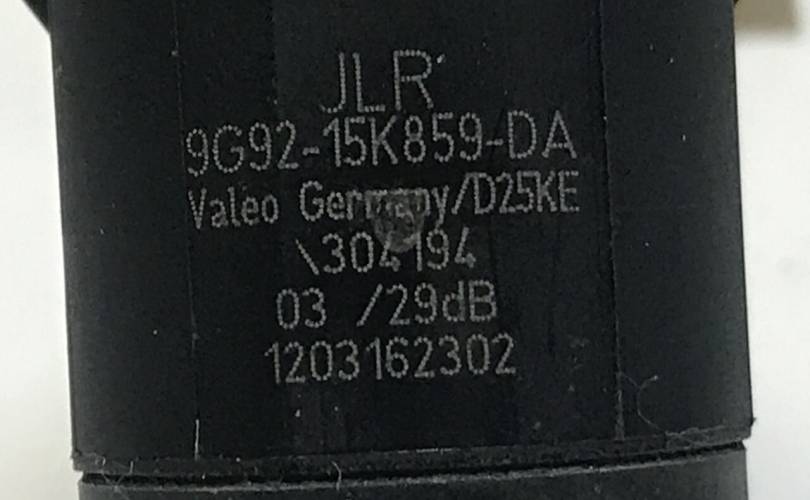 JLR
9G92-15K859-DA
Valeo Germany/D25KE
\304194
03 /29dB
1203162302